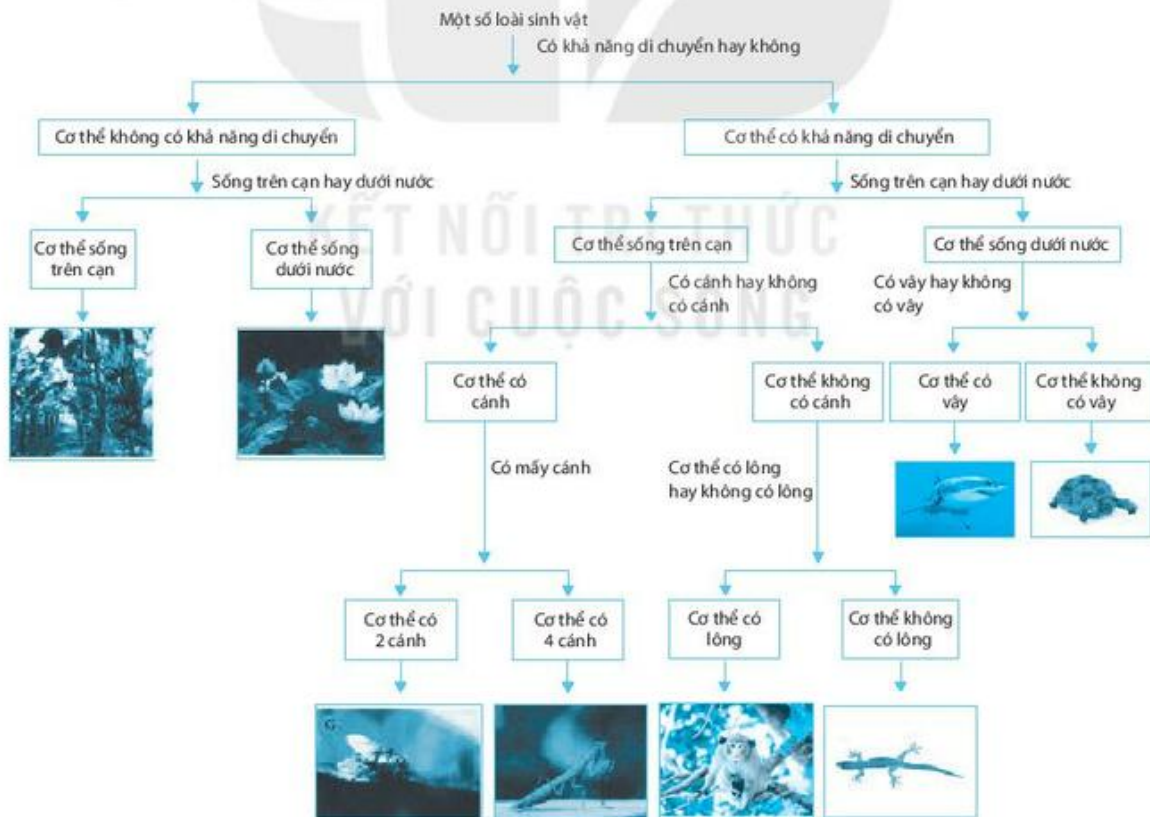 Một số loài sinh vật
Có khả năng di chuyển hay không
Cơ thể không có khả năng di chuyển
Cơ thể có khả năng di chuyển
Sống trên cạn hay dưới nước
Sống trên cạn hay dưới nước
KẾT NỐI TRI THỨC
VỚI CUỘC SỐNG
Cơ thể sống
trên cạn
Cơ thể sống
dưới nước
Cơ thể sống trên cạn
Cơ thể sống dưới nước
Có cánh hay không
có cánh
Có vây hay không
có vây
Cơ thể có
cánh
Cơ thể không
có cánh
Cơ thể có
vây
Cơ thể không
có vây
Có mấy cánh
Cơ thể có lông
hay không có lông
Cơ thể có
2 cánh
Cơ thể có
4 cánh
Cơ thể có
lông
Cơ thể không
có lông
G.